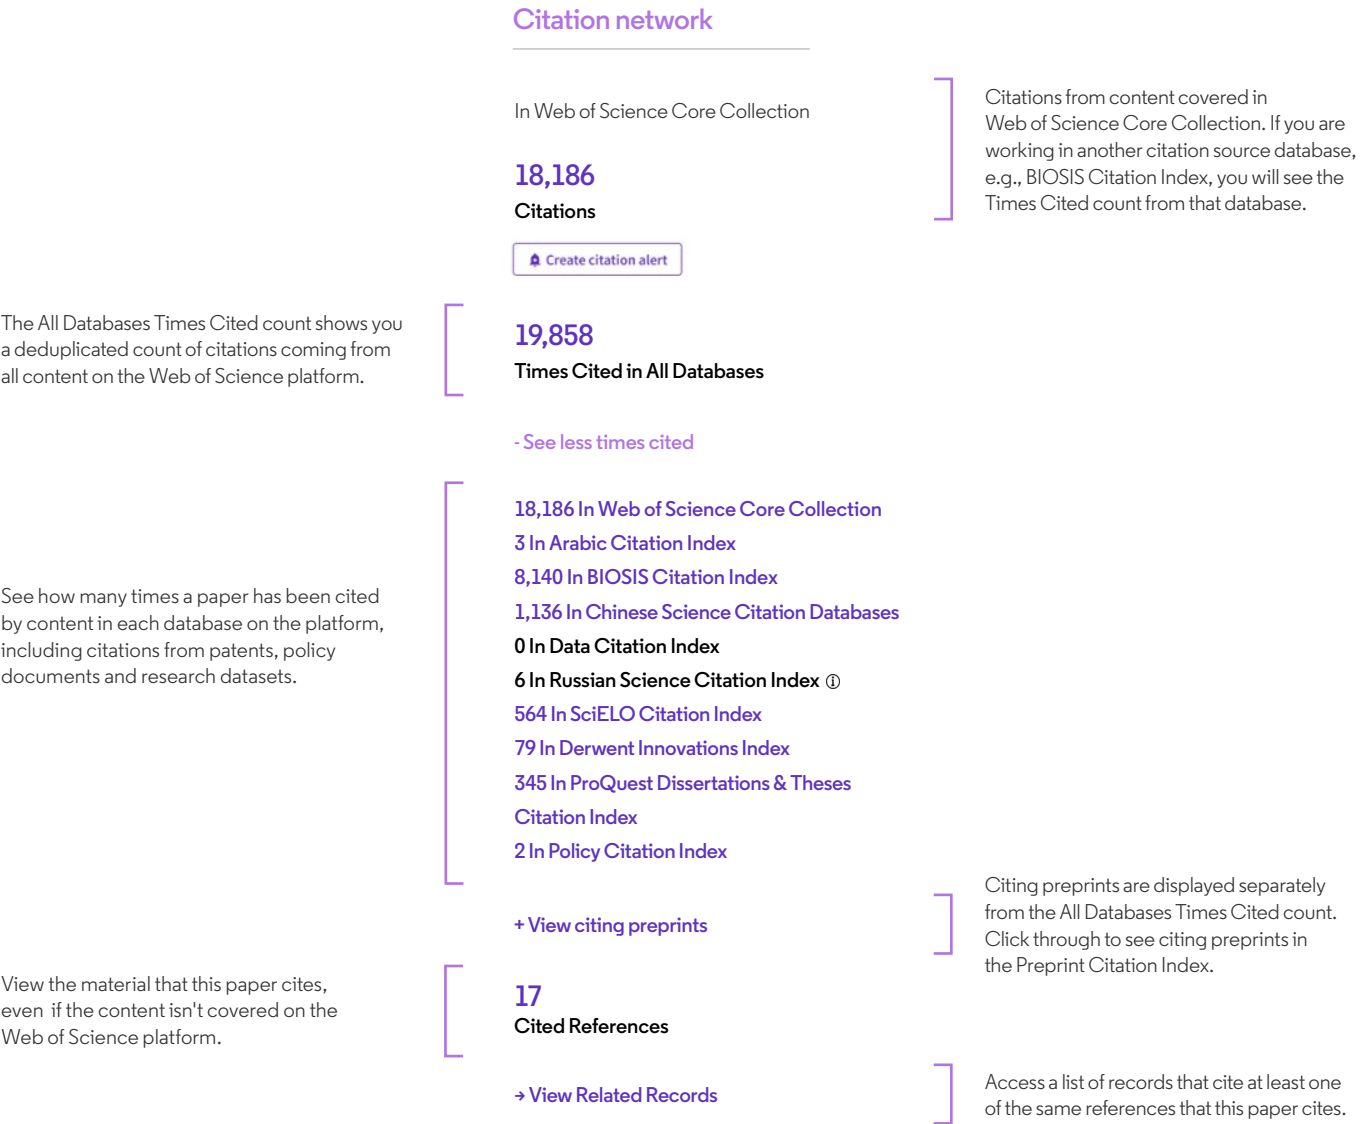 Citation network
In Web of Science Core Collection
18,186
Citations
Create citation alert
Citations from content covered in
Web of Science Core Collection. If you are
working in another citation source database,
e.g., BIOSIS Citation Index, you will see the
Times Cited count from that database.
The All Databases Times Cited count shows you
a deduplicated count of citations coming from
all content on the Web of Science platform.
19,858
Times Cited in All Databases
- See less times cited
See how many times a paper has been cited
by content in each database on the platform,
including citations from patents, policy
documents and research datasets.
18,186 In Web of Science Core Collection
3 In Arabic Citation Index
8,140 In BIOSIS Citation Index
1,136 In Chinese Science Citation Databases
0 In Data Citation Index
6 In Russian Science Citation Index ⓘ
564 In SciELO Citation Index
79 In Derwent Innovations Index
345 In ProQuest Dissertations & Theses
Citation Index
2 In Policy Citation Index
+ View citing preprints
Citing preprints are displayed separately
from the All Databases Times Cited count.
Click through to see citing preprints in
the Preprint Citation Index.
View the material that this paper cites,
even if the content isn't covered on the
Web of Science platform.
17
Cited References
→ View Related Records
Access a list of records that cite at least one
of the same references that this paper cites.